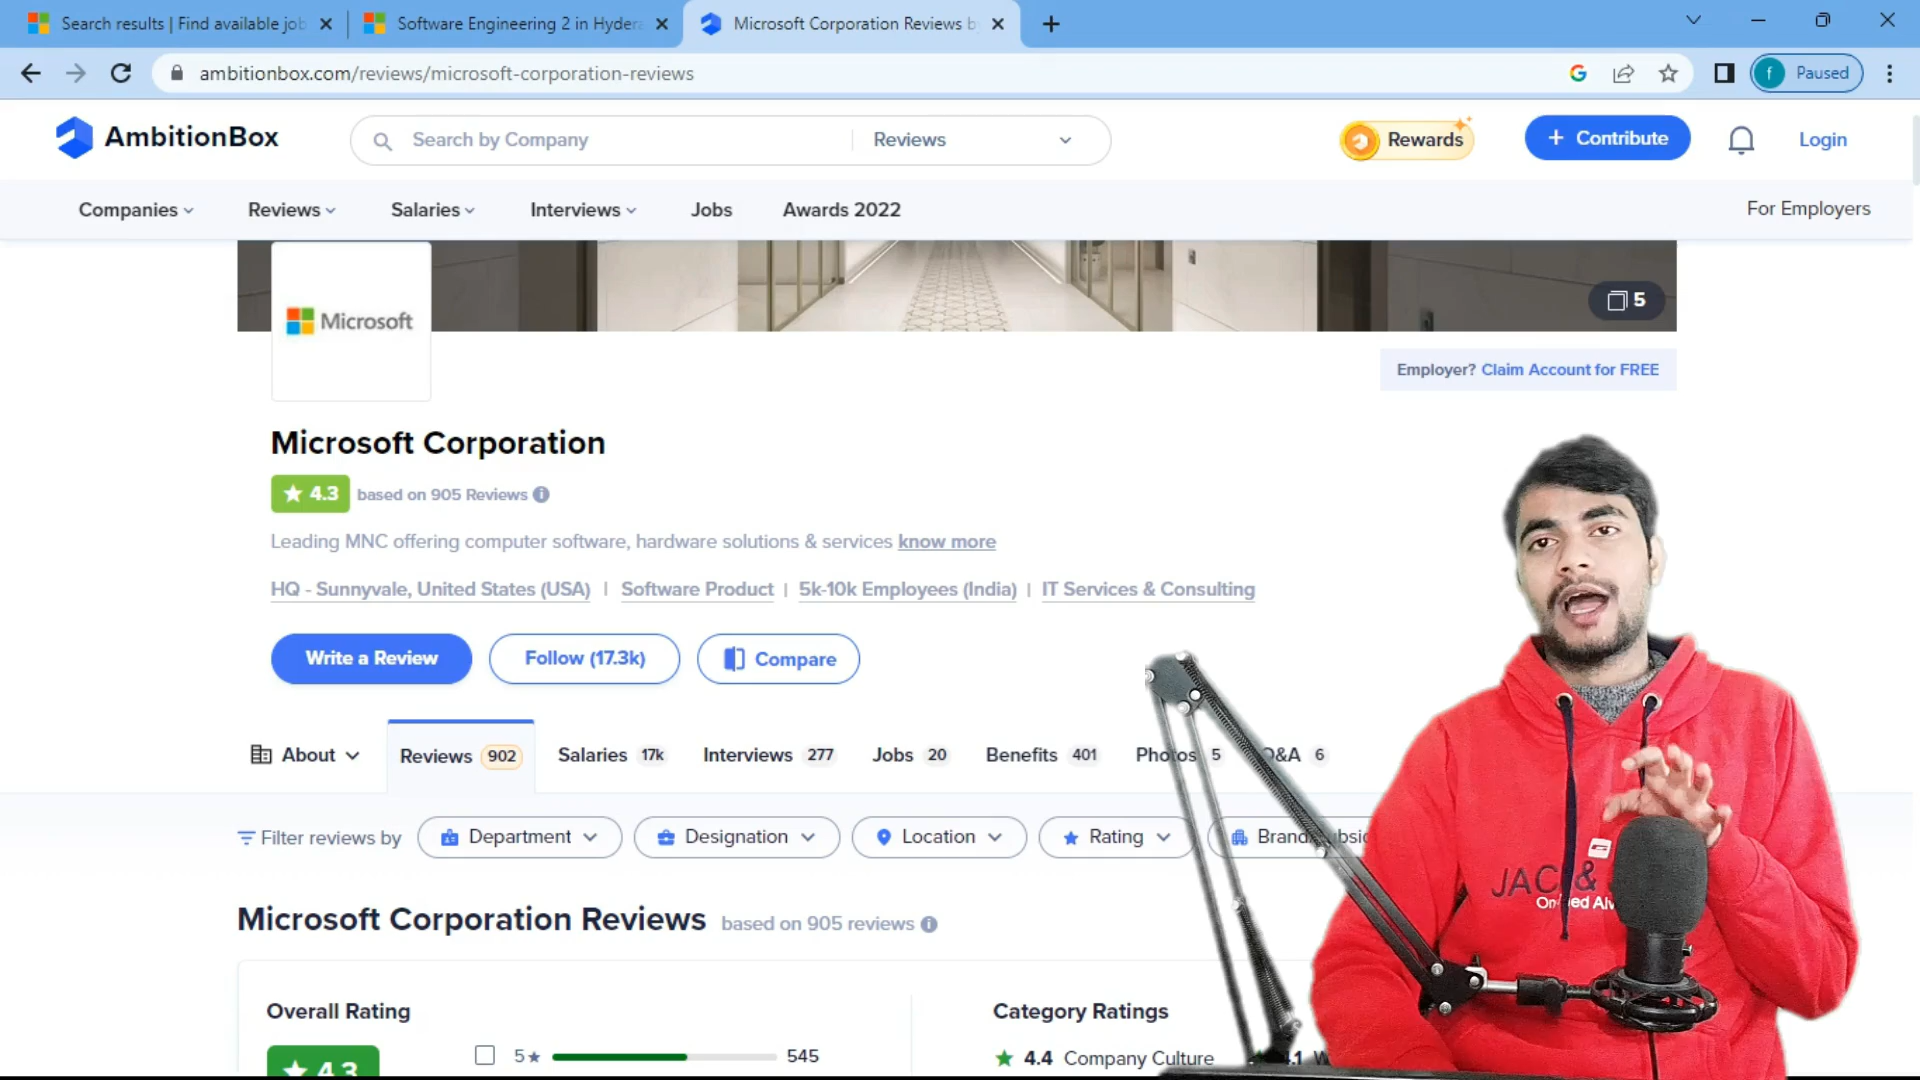 Search results | Find available job
Software Engineering 2 in Hydera
Microsoft Corporation Reviews b
ambitionbox.com/reviews/microsoft-corporation-reviews
f Paused
AmbitionBox
Search by Company
Reviews
Rewards
+ Contribute
Login
Companies
Reviews
Salaries
Interviews
Jobs
Awards 2022
For Employers
Microsoft
5
Employer? Claim Account for FREE
Microsoft Corporation
4.3 based on 905 Reviews
Leading MNC offering computer software, hardware solutions & services know more
HQ - Sunnyvale, United States (USA) | Software Product | 5k-10k Employees (India) | IT Services & Consulting
Write a Review
Follow (17.3k)
Compare
About
Reviews 902
Salaries 17k
Interviews 277
Jobs 20
Benefits 401
Photos 5
Q&A 6
Filter reviews by
Department
Designation
Location
Rating
JAC & J
Microsoft Corporation Reviews based on 905 reviews
Overall Rating
Category Ratings
4.3
5★ 545
4.4 Company Culture